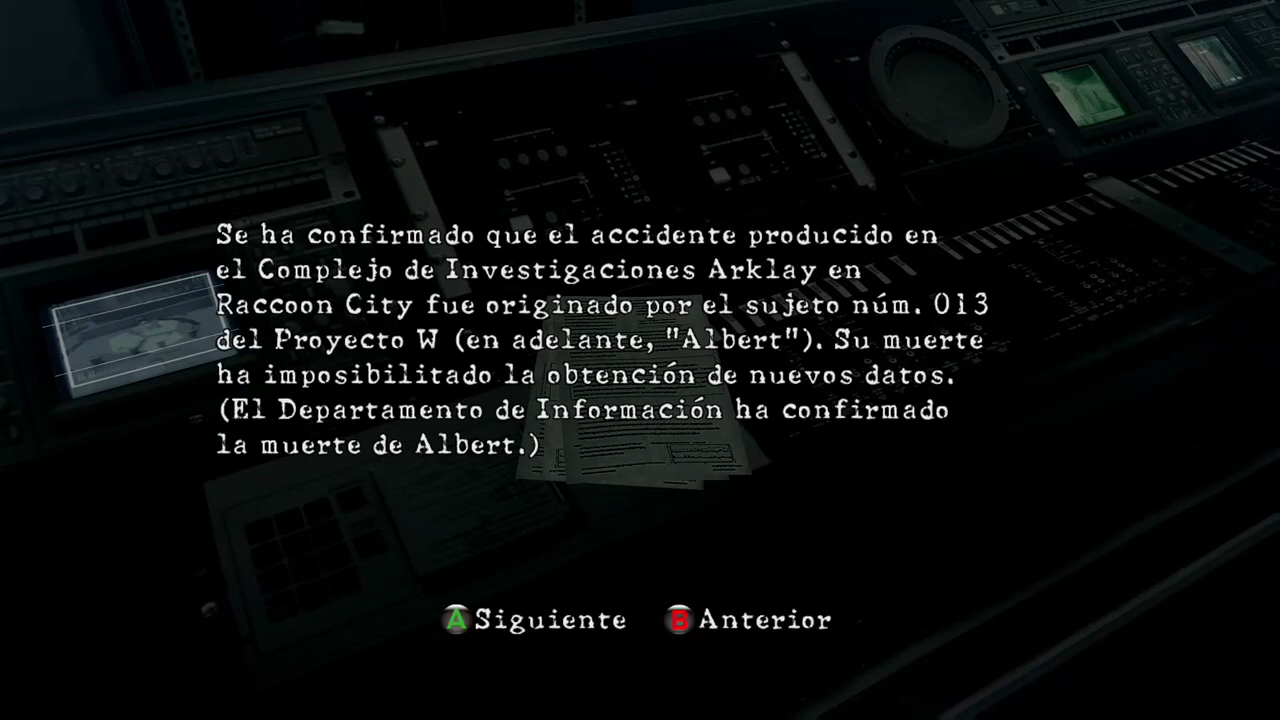 Se ha confirmado que el accidente producido en
el Complejo de Investigaciones Arklay en
Raccoon City fue originado por el sujeto núm. 013
del Proyecto W (en adelante, "Albert"). Su muerte
ha imposibilitado la obtención de nuevos datos.
(El Departamento de Información ha confirmado
la muerte de Albert.)
A Siguiente B Anterior